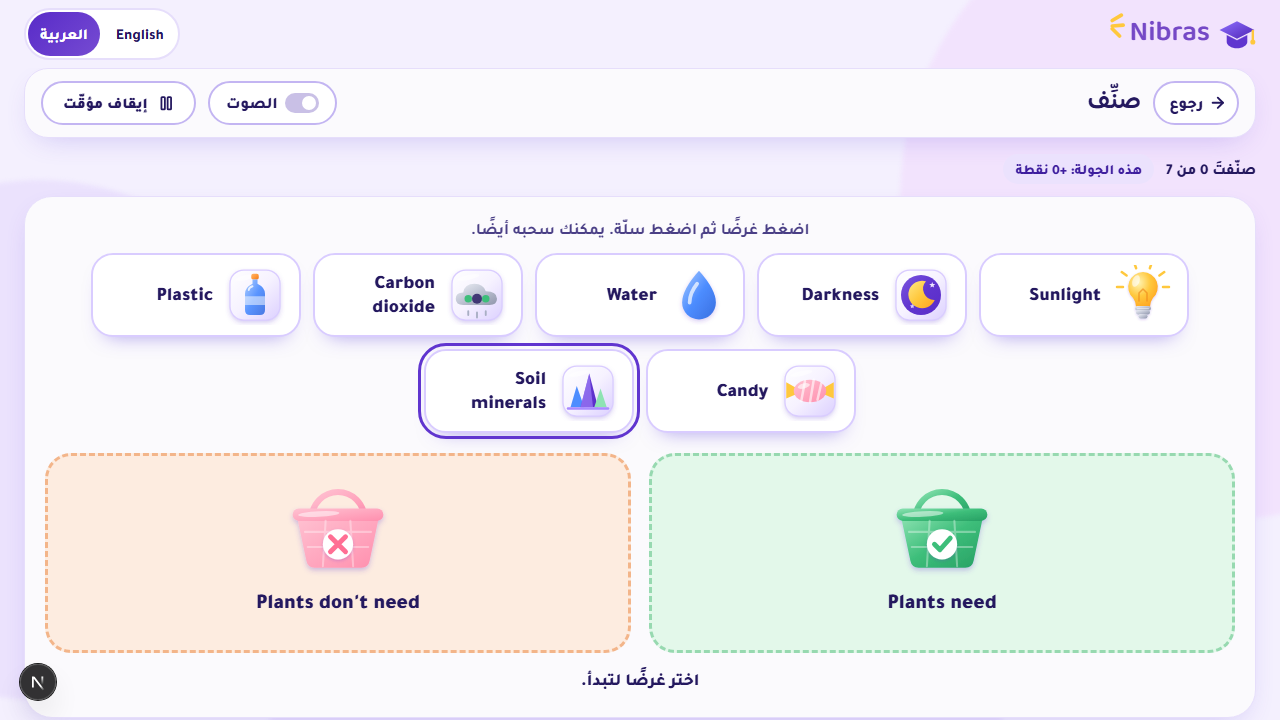 Nibras
English
العربية
رجوع
صنِّف
الصوت
إيقاف مؤقّت
صنّفتَ 0 من 7
هذه الجولة: +0 نقطة
اضغط غرضًا ثم اضغط سلّة. يمكنك سحبه أيضًا.
Sunlight
Darkness
Water
Carbon
dioxide
Plastic
Candy
Soil
minerals
Plants need
Plants don't need
اختر غرضًا لتبدأ.
N